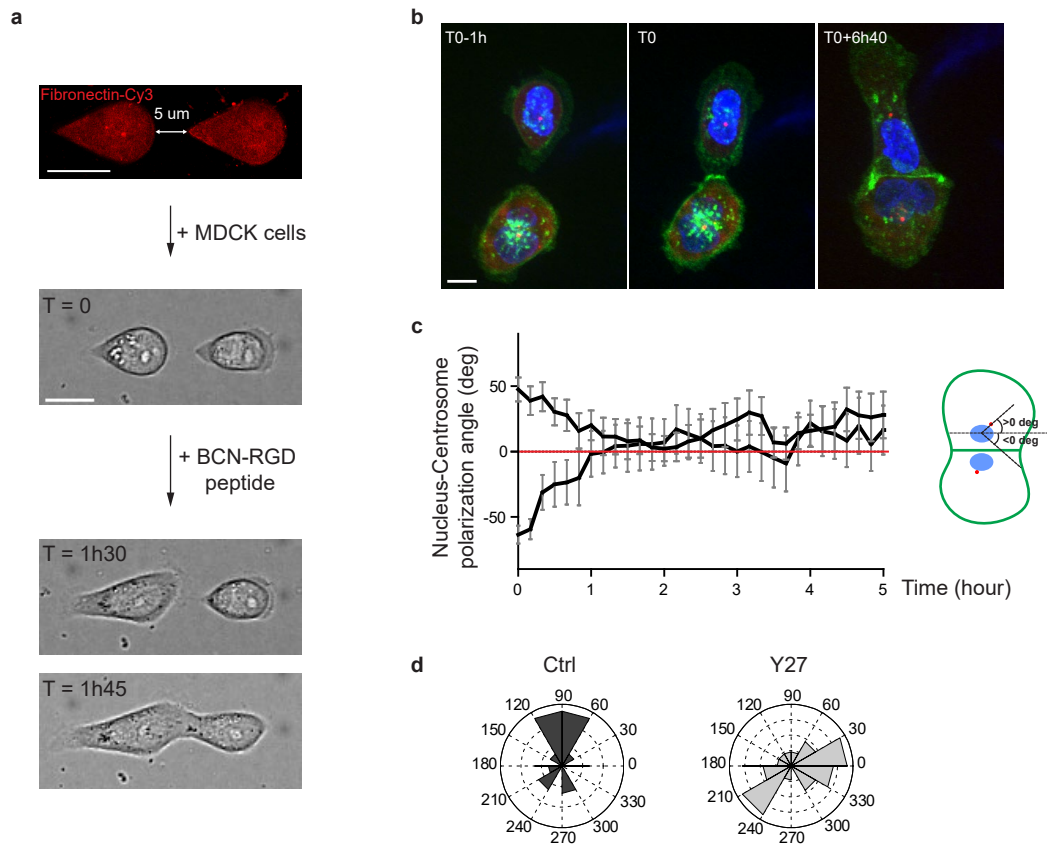 a
Fibronectin-Cy3
5 um
+ MDCK cells
T = 0
+ BCN-RGD
peptide
T = 1h30
T = 1h45
b
T0-1h
T0
T0+6h40
c
Nucleus-Centrosome
polarization angle (deg)
50
0
-50
0
1
2
3
4
5
Time (hour)
>0 deg
<0 deg
d
Ctrl
90
120
60
150
30
180
0
210
330
240
300
270
Y27
90
120
60
150
30
180
0
210
330
240
300
270